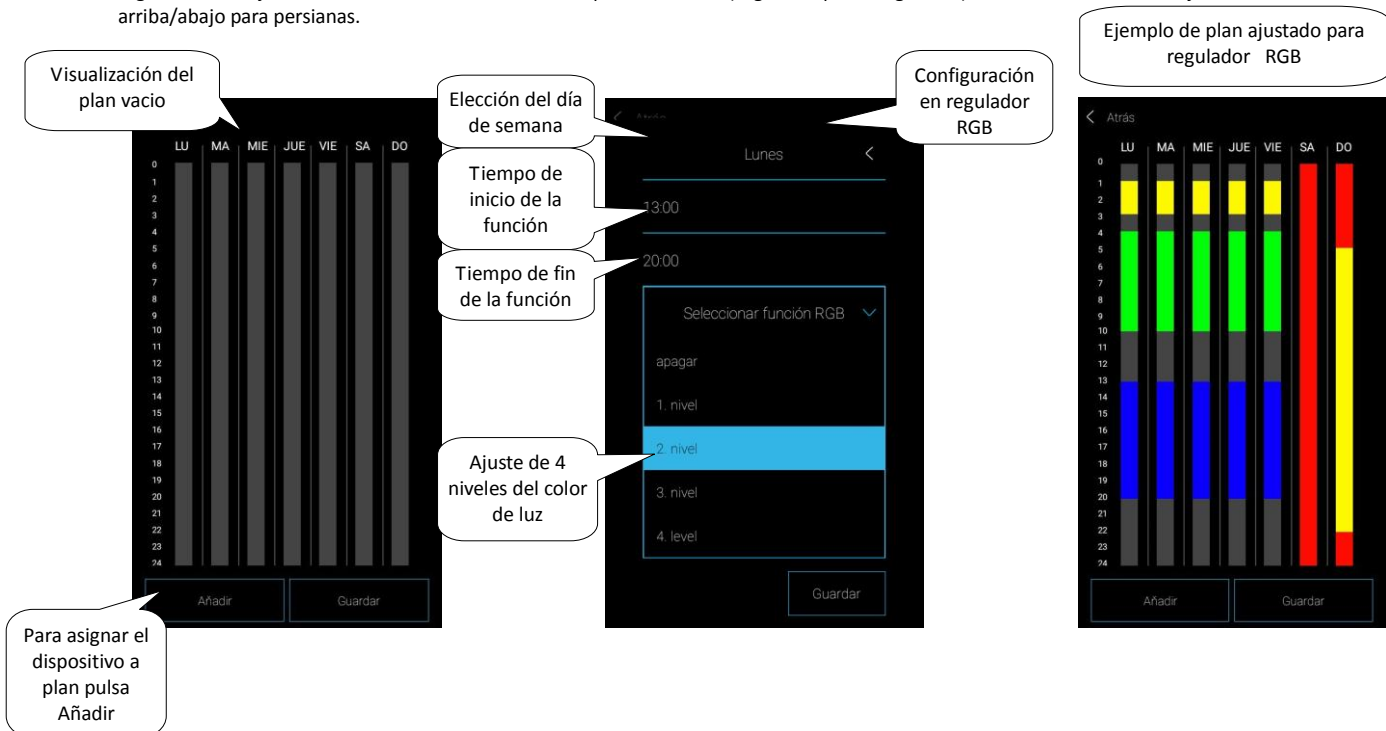 arriba/abajo para persianas.
Visualización del
plan vacio
Elección del día
de semana
Configuración
en regulador
RGB
Ejemplo de plan ajustado para
regulador RGB
LU MA MIE JUE VIE SA DO
0
1
2
3
4
5
6
7
8
9
10
11
12
13
14
15
16
17
18
19
20
21
22
23
24
Añadir Guardar
Para asignar el
dispositivo a
plan pulsa
Añadir
Tiempo de
inicio de la
función
Tiempo de fin
de la función
Ajuste de 4
niveles del color
de luz
Lunes
13:00
20:00
Seleccionar función RGB
apagar
1. nivel
2. nivel
3. nivel
4. level
Guardar
Atrás
LU MA MIE JUE VIE SA DO
0
1
2
3
4
5
6
7
8
9
10
11
12
13
14
15
16
17
18
19
20
21
22
23
24
Añadir Guardar